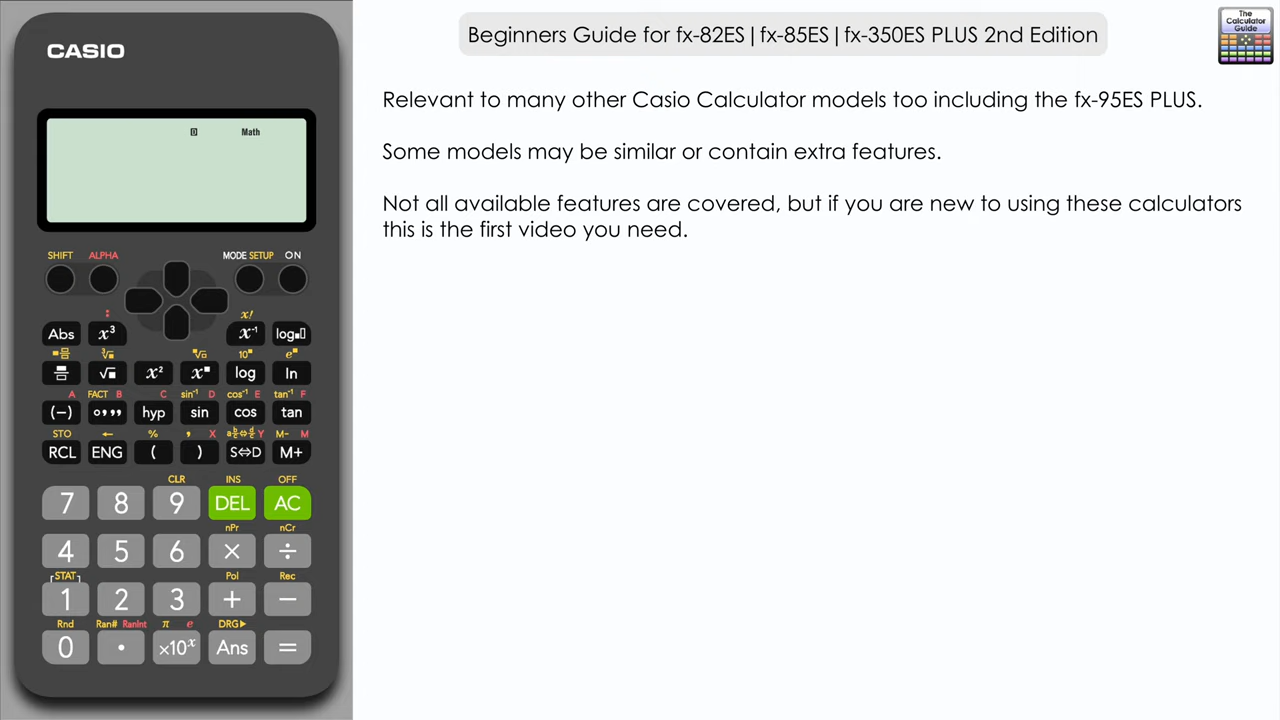 Beginners Guide for fx-82ES | fx-85ES | fx-350ES PLUS 2nd Edition
The
Calculator
Guide
Relevant to many other Casio Calculator models too including the fx-95ES PLUS.
Some models may be similar or contain extra features.
Not all available features are covered, but if you are new to using these calculators
this is the first video you need.
CASIO
D Math
SHIFT ALPHA MODE SETUP ON
: x!
Abs x³ x⁻¹ log
³√ 10 e
√ x² x log ln
A FACT B C sin⁻¹ D cos⁻¹ E tan⁻¹ F
(−) °,,, hyp sin cos tan
STO ← % , X a b/c⇔d/c Y M- M
RCL ENG ( ) S⇔D M+
CLR INS OFF
7 8 9 DEL AC
nPr nCr
4 5 6 × ÷
STAT Pol Rec
1 2 3 + −
Rnd Ran# RanInt π e DRG▶
0 • ×10ˣ Ans =